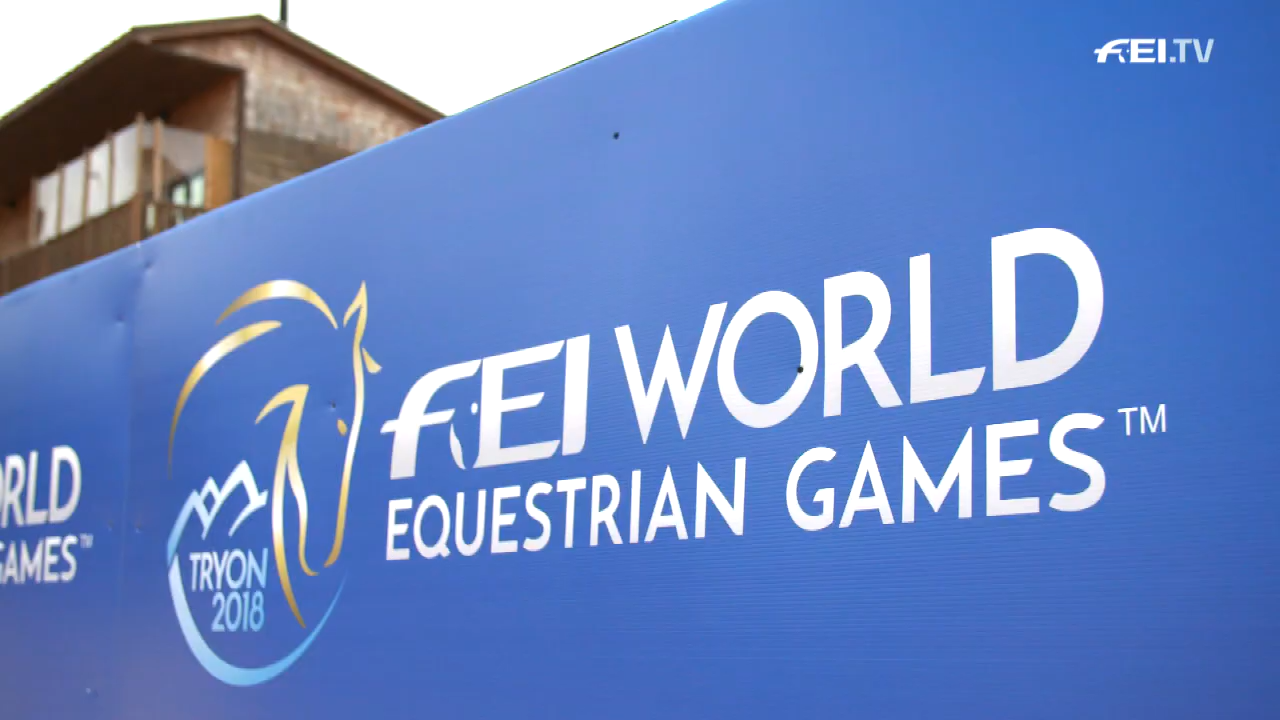 FEI.TV
FEI WORLD
EQUESTRIAN GAMES™
TRYON
2018
ORLD
GAMES™